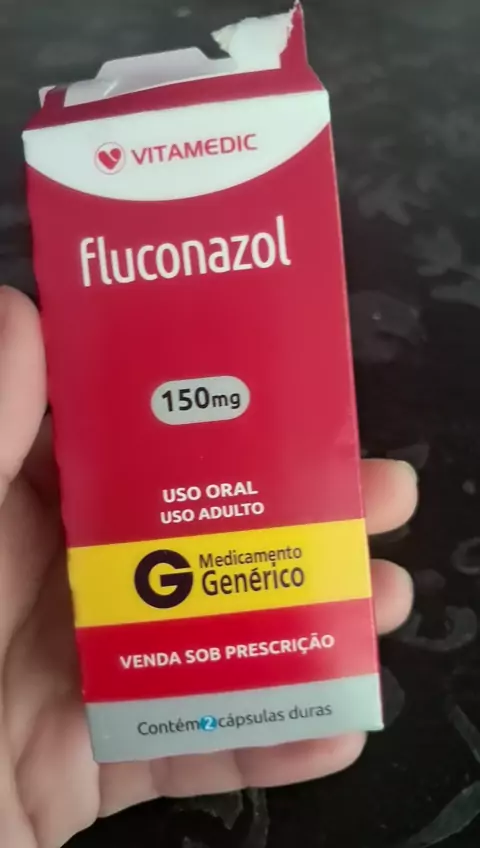 VITAMEDIC
fluconazol
150mg
USO ORAL
USO ADULTO
G Medicamento
Genérico
VENDA SOB PRESCRIÇÃO
Contém 2 cápsulas duras